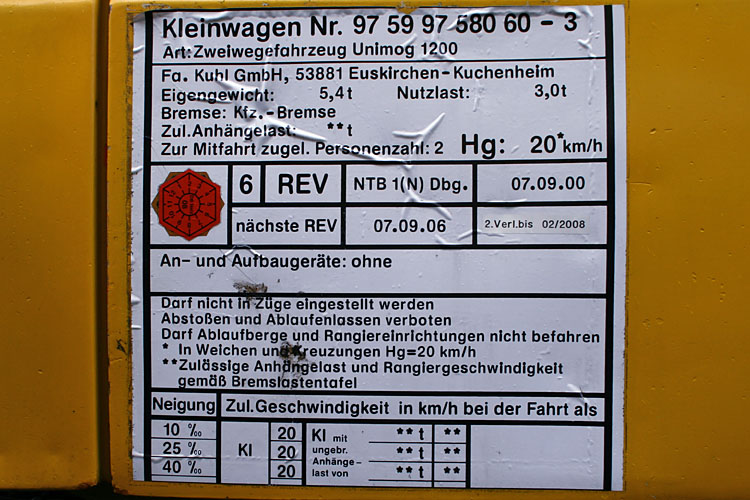 Kleinwagen Nr. 97 59 97 580 60 - 3
Art: Zweiwegefahrzeug Unimog 1200
Fa. Kuhl GmbH, 53881 Euskirchen-Kuchenheim
Eigengewicht: 5,4t Nutzlast: 3,0t
Bremse: Kfz.-Bremse
Zul.Anhängelast: **t
Zur Mitfahrt zugel. Personenzahl: 2 Hg: 20*km/h
6 REV NTB 1(N) Dbg. 07.09.00
nächste REV 07.09.06 2.Verl.bis 02/2008
An- und Aufbaugeräte: ohne
Darf nicht in Züge eingestellt werden
Abstoßen und Ablaufenlassen verboten
Darf Ablaufberge und Rangiereinrichtungen nicht befahren
* In Weichen und Kreuzungen Hg=20 km/h
**Zulässige Anhängelast und Rangiergeschwindigkeit
gemäß Bremslastentafel
Neigung Zul.Geschwindigkeit in km/h bei der Fahrt als
10 ‰ 20 Kl mit **t **
25 ‰ Kl 20 ungebr. **t **
Anhänge-
40 ‰ 20 last von **t **